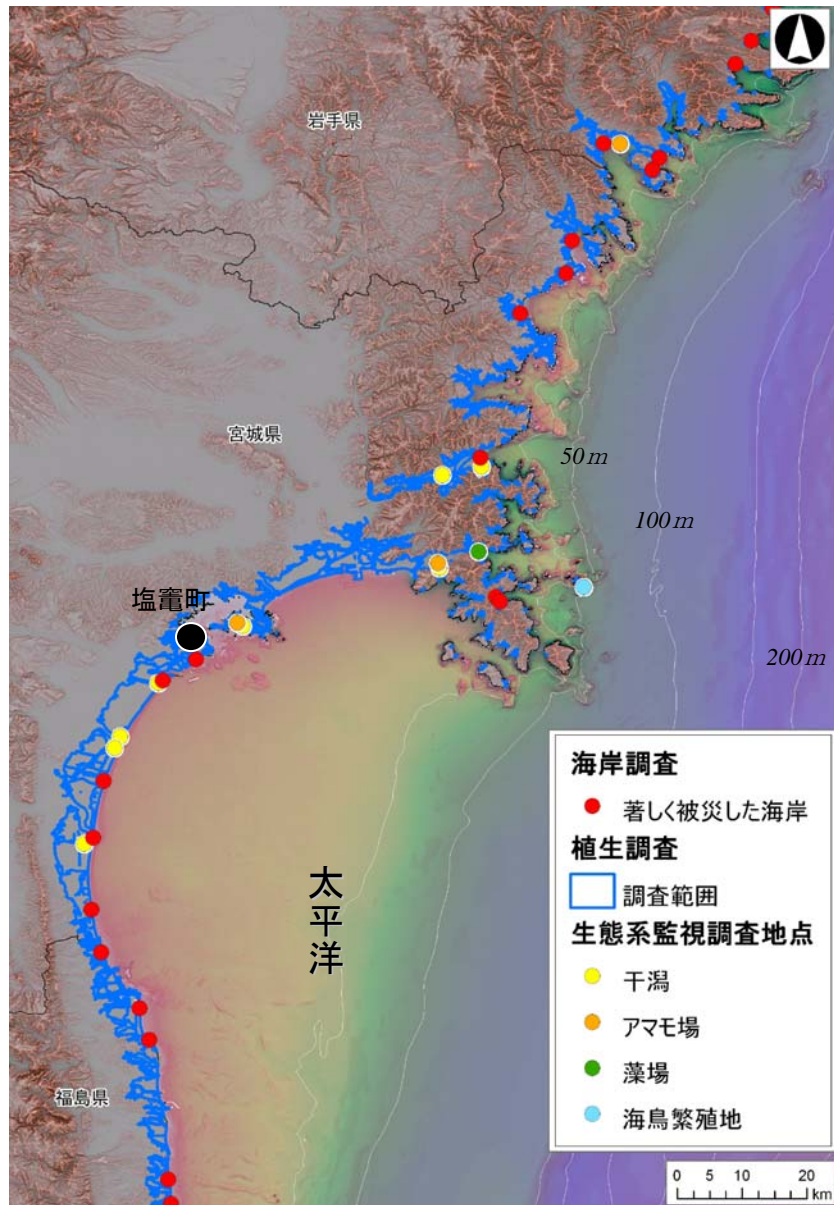 岩手県
宮城県
50 m
100 m
塩竈町
200 m
太平洋
福島県
海岸調査
著しく被災した海岸
植生調査
調査範囲
生態系監視調査地点
干潟
アマモ場
藻場
海鳥繁殖地
0 5 10 20
km